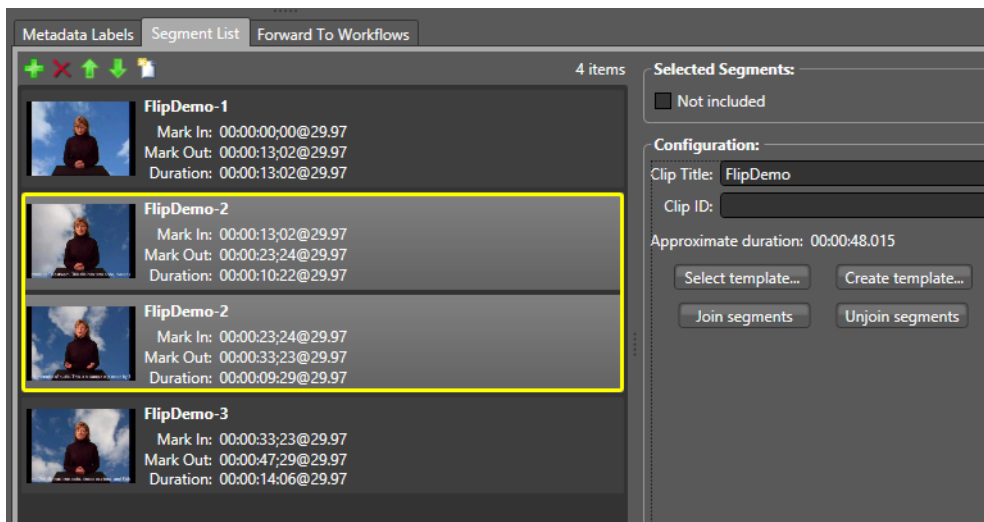 Metadata Labels Segment List Forward To Workflows
4 items
FlipDemo-1
Mark In: 00:00:00;00@29.97
Mark Out: 00:00:13;02@29.97
Duration: 00:00:13:02@29.97
FlipDemo-2
Mark In: 00:00:13;02@29.97
Mark Out: 00:00:23;24@29.97
Duration: 00:00:10:22@29.97
FlipDemo-2
Mark In: 00:00:23;24@29.97
Mark Out: 00:00:33;23@29.97
Duration: 00:00:09:29@29.97
FlipDemo-3
Mark In: 00:00:33;23@29.97
Mark Out: 00:00:47;29@29.97
Duration: 00:00:14:06@29.97
Selected Segments:
Not included
Configuration:
Clip Title: FlipDemo
Clip ID:
Approximate duration: 00:00:48.015
Select template... Create template...
Join segments Unjoin segments